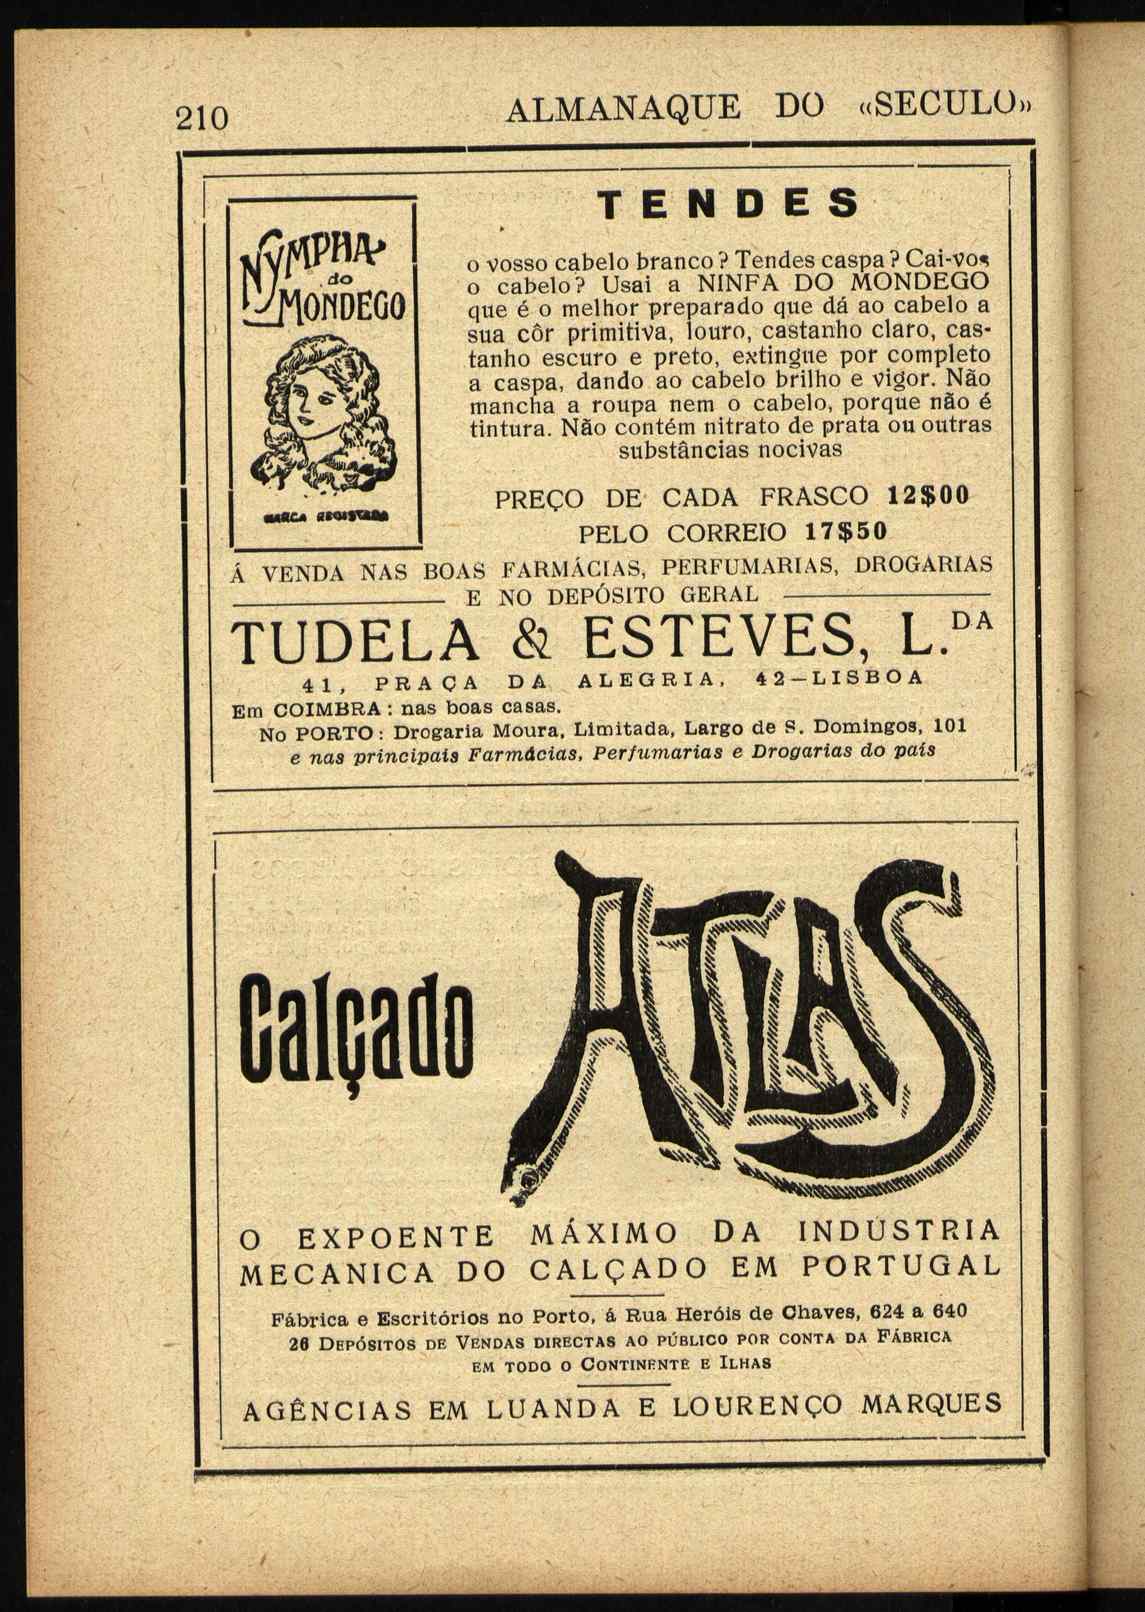 210
ALMANAQUE DO «SECULO»
NYMPHA
do
MONDEGO
MARCA REGISTADA
TENDES
o vosso cabelo branco? Tendes caspa? Cai-vos
o cabelo? Usai a NINFA DO MONDEGO
que é o melhor preparado que dá ao cabelo a
sua côr primitiva, louro, castanho claro, cas-
tanho escuro e preto, extingue por completo
a caspa, dando ao cabelo brilho e vigor. Não
mancha a roupa nem o cabelo, porque não é
tintura. Não contém nitrato de prata ou outras
substâncias nocivas
PREÇO DE CADA FRASCO 12$00
PELO CORREIO 17$50
Á VENDA NAS BOAS FARMÁCIAS, PERFUMARIAS, DROGARIAS
E NO DEPÓSITO GERAL
TUDELA & ESTEVES, L.DA
41, PRAÇA DA ALEGRIA, 42—LISBOA
Em COIMBRA: nas boas casas.
No PORTO: Drogaria Moura, Limitada, Largo de S. Domingos, 101
e nas principais Farmácias, Perfumarias e Drogarias do país
Calçado
ATLAS
O EXPOENTE MÁXIMO DA INDÚSTRIA
MECANICA DO CALÇADO EM PORTUGAL
Fábrica e Escritórios no Porto, á Rua Heróis de Chaves, 624 a 640
26 DEPÓSITOS DE VENDAS DIRECTAS AO PÚBLICO POR CONTA DA FÁBRICA
EM TODO O CONTINENTE E ILHAS
AGÊNCIAS EM LUANDA E LOURENÇO MARQUES